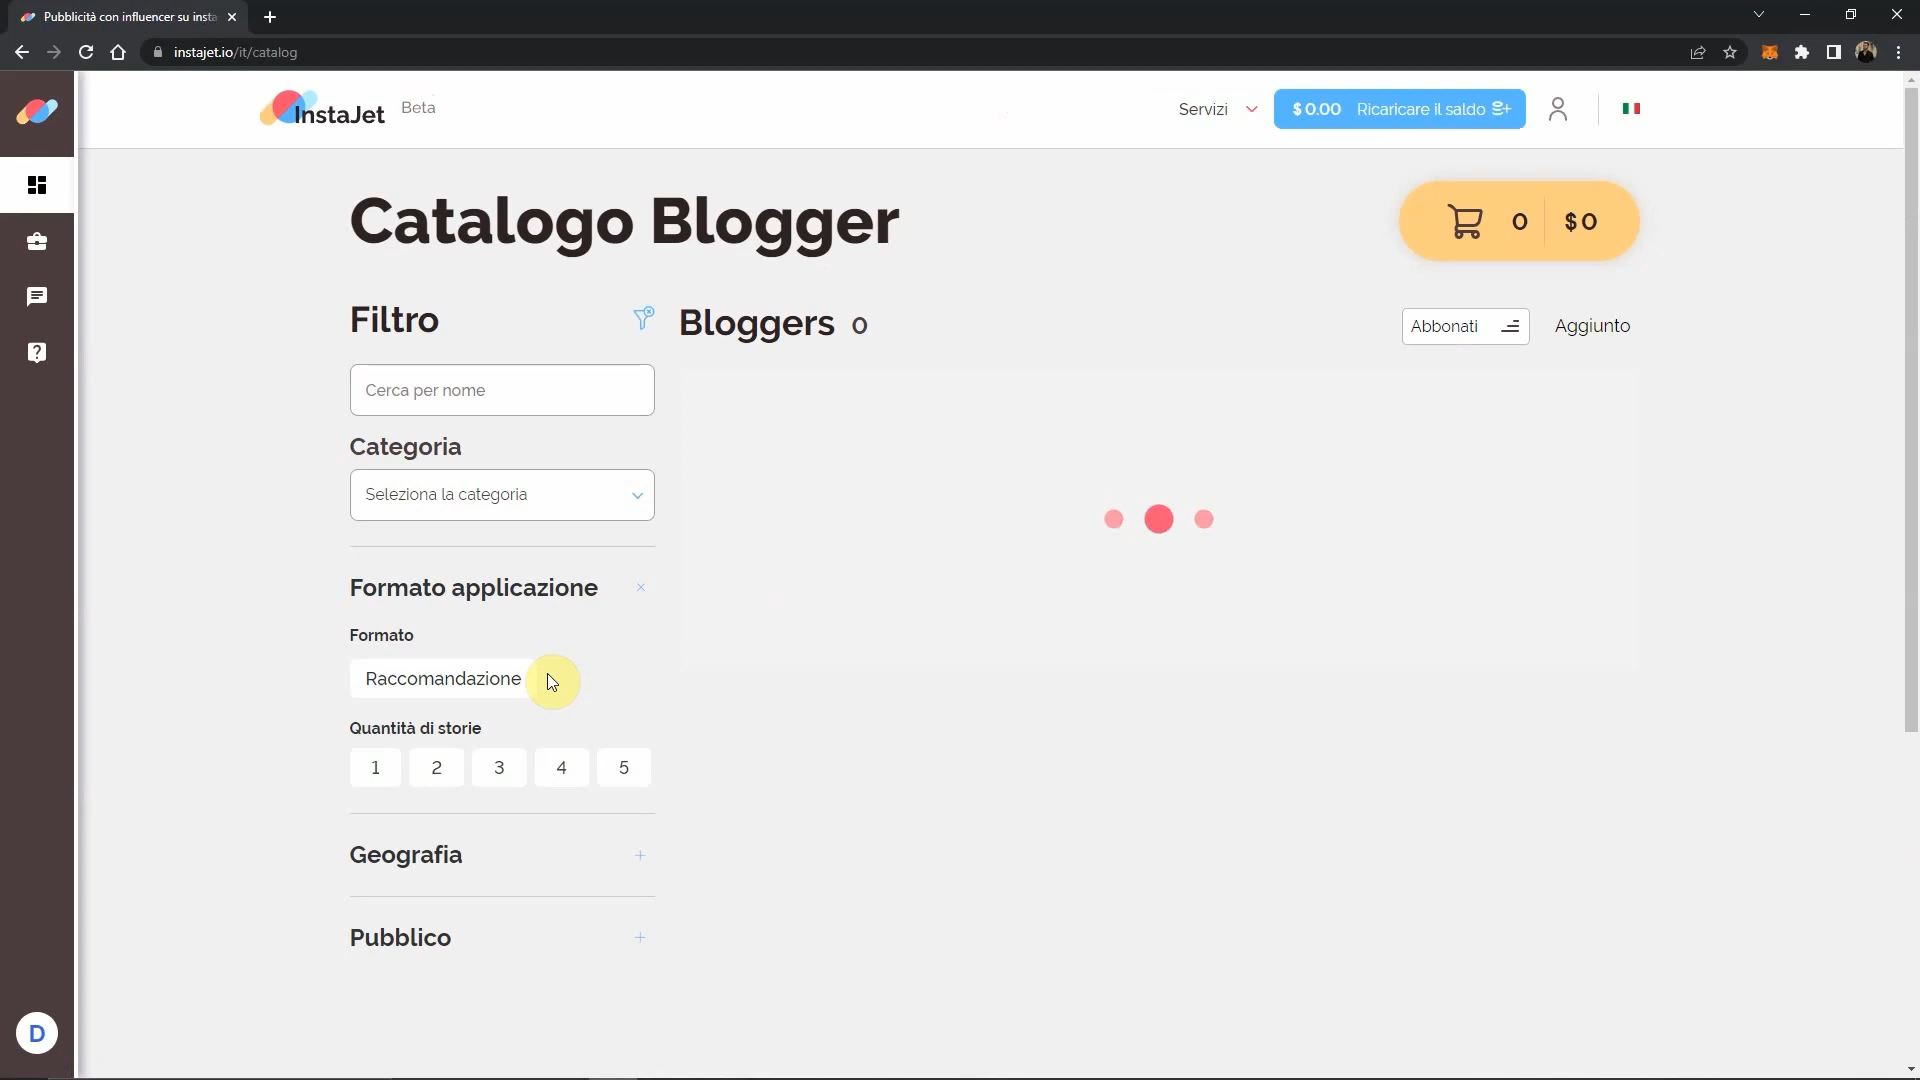 Pubblicità con influencer su insta
instajet.io/it/catalog
InstaJet Beta
Servizi
$ 0.00 Ricaricare il saldo
Catalogo Blogger
0 $ 0
Filtro
Bloggers 0
Abbonati
Aggiunto
Cerca per nome
Categoria
Seleziona la categoria
Formato applicazione
Formato
Raccomandazione
Quantità di storie
1 2 3 4 5
Geografia
Pubblico
D